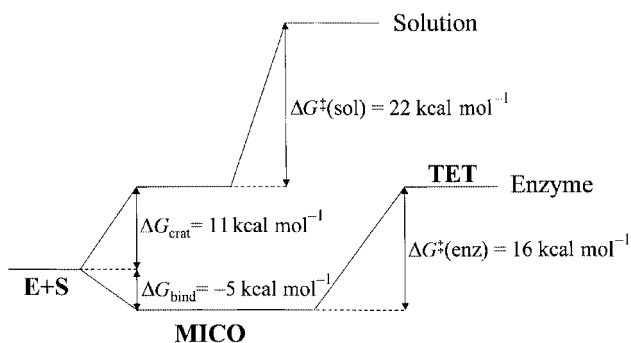 Solution
ΔG‡(sol) = 22 kcal mol⁻¹
TET
Enzyme
ΔG_crat = 11 kcal mol⁻¹
ΔG‡(enz) = 16 kcal mol⁻¹
E+S
ΔG_bind = –5 kcal mol⁻¹
MICO